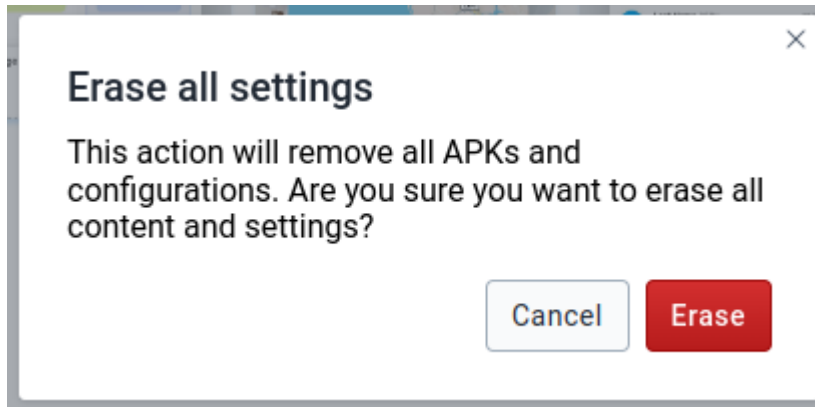 Erase all settings
This action will remove all APKs and
configurations. Are you sure you want to erase all
content and settings?
Cancel
Erase